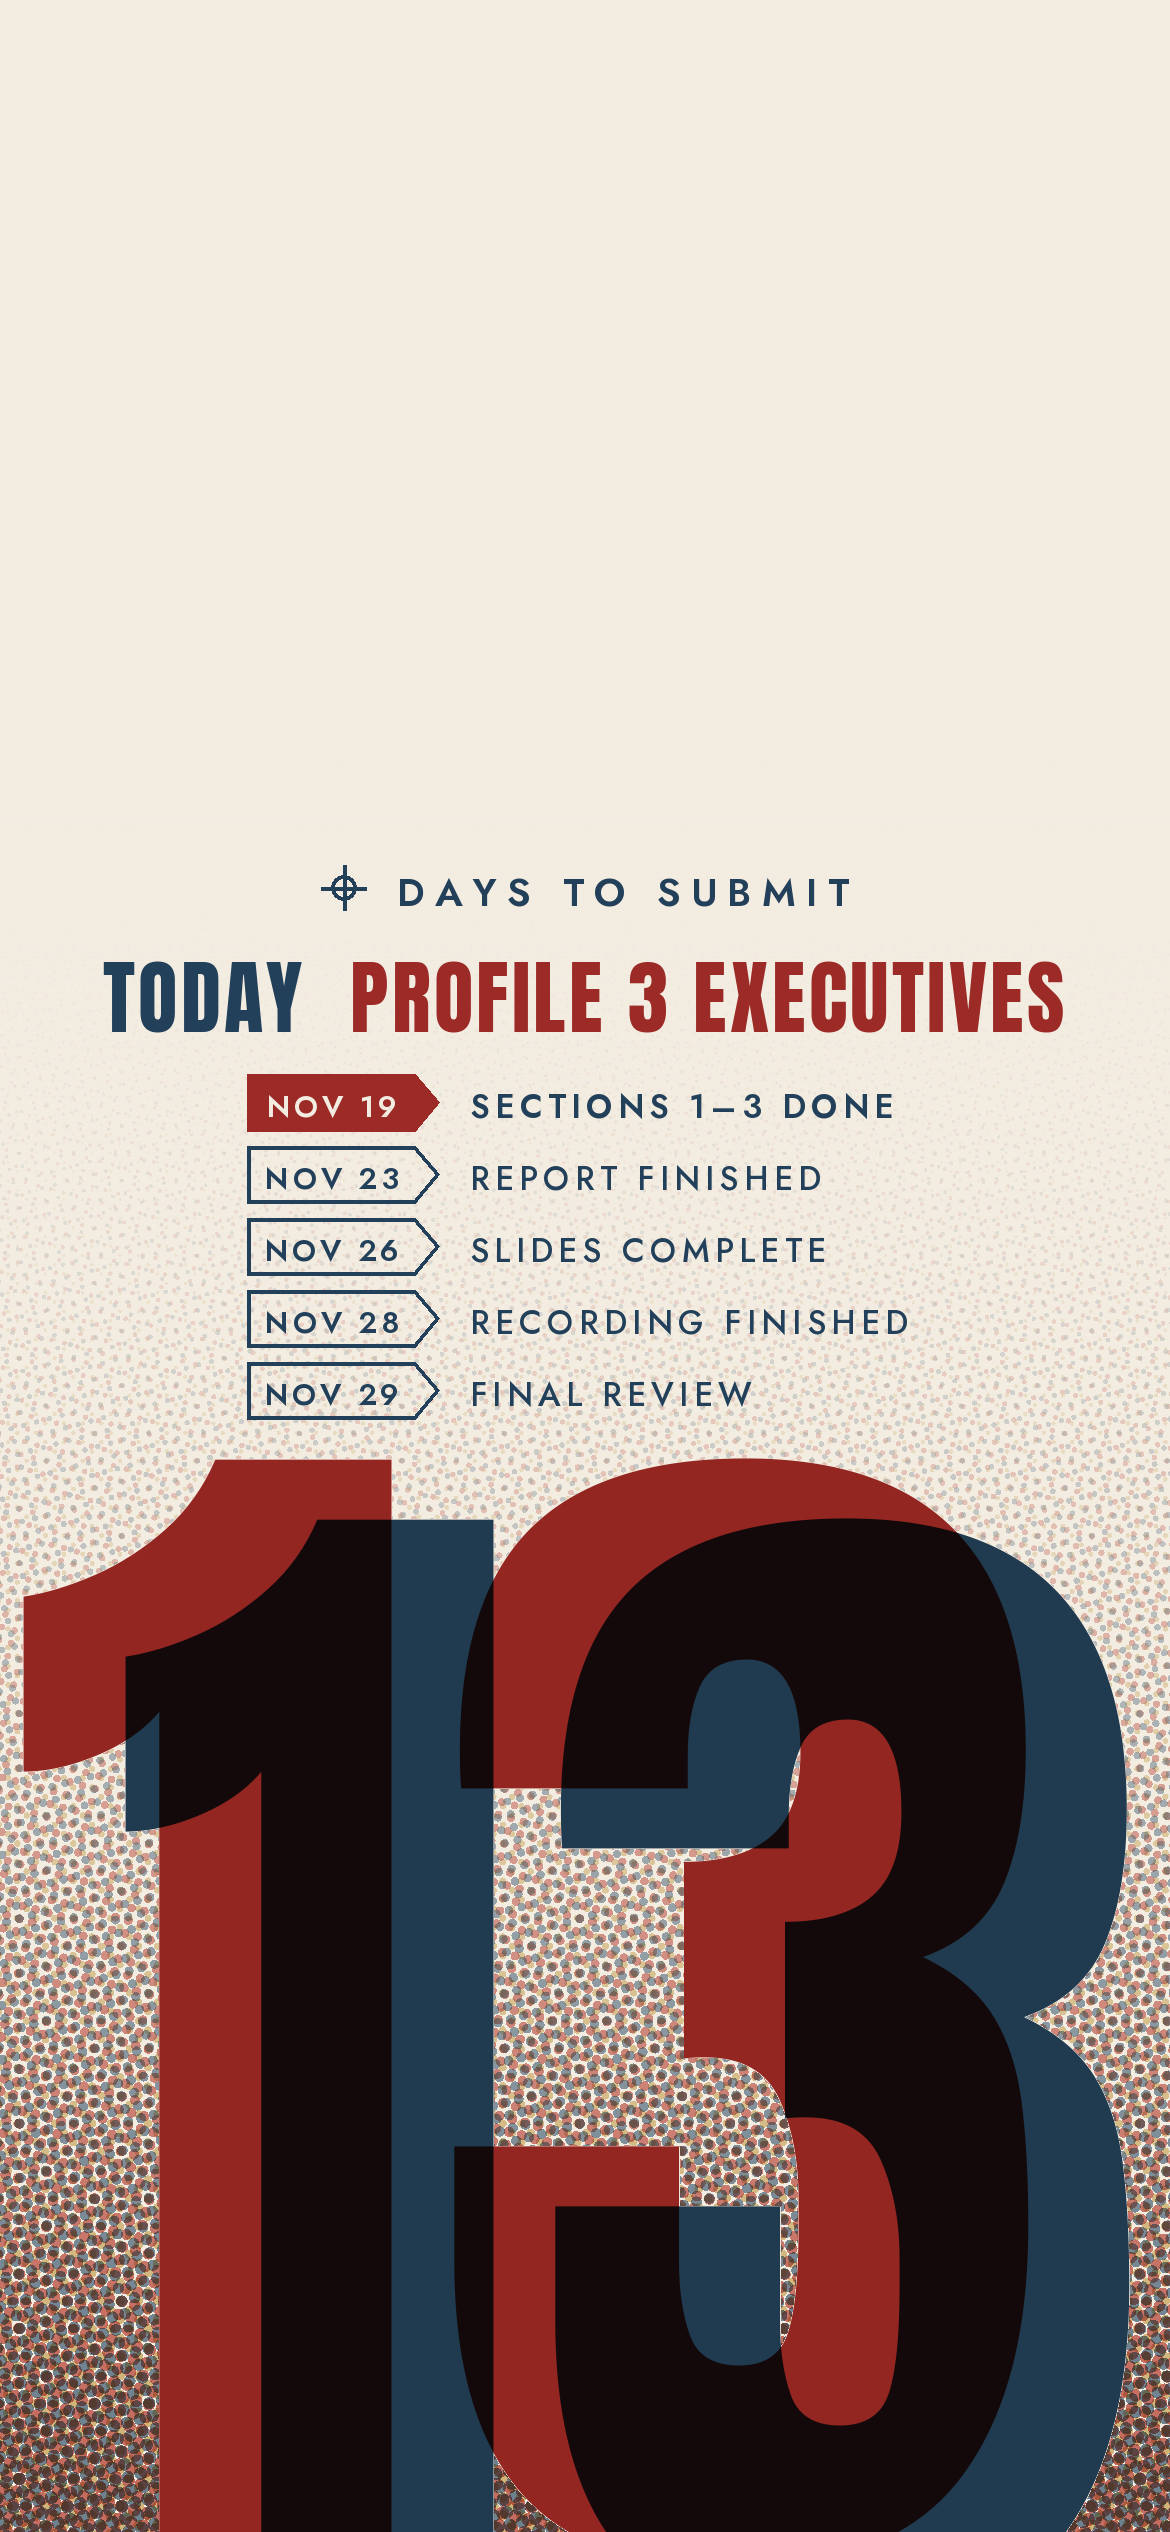 DAYS TO SUBMIT
TODAY PROFILE 3 EXECUTIVES
NOV 19 SECTIONS 1–3 DONE
NOV 23 REPORT FINISHED
NOV 26 SLIDES COMPLETE
NOV 28 RECORDING FINISHED
NOV 29 FINAL REVIEW
13